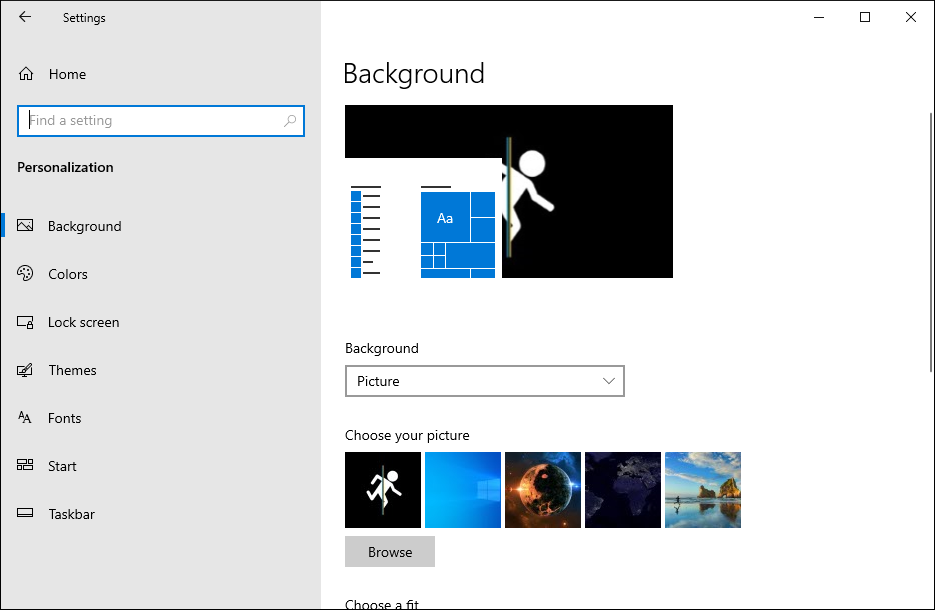 Settings
Home
Find a setting
Personalization
Background
Colors
Lock screen
Themes
Fonts
Start
Taskbar
Background
Aa
Background
Picture
Choose your picture
Browse
Choose a fit